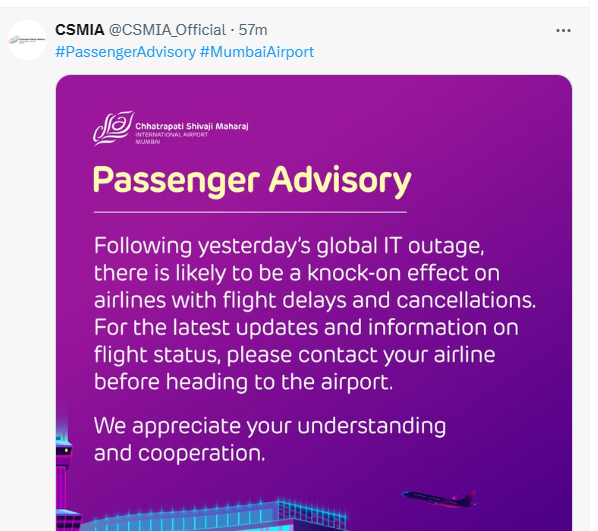 CSMIA @CSMIA_Official · 57m
#PassengerAdvisory #MumbaiAirport
Chhatrapati Shivaji Maharaj
INTERNATIONAL AIRPORT
MUMBAI
Passenger Advisory
Following yesterday's global IT outage,
there is likely to be a knock-on effect on
airlines with flight delays and cancellations.
For the latest updates and information on
flight status, please contact your airline
before heading to the airport.
We appreciate your understanding
and cooperation.